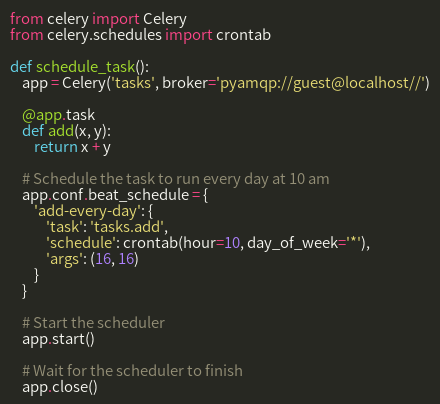 from celery import Celery
from celery.schedules import crontab

def schedule_task():
    app = Celery('tasks', broker='pyamqp://guest@localhost//')

    @app.task
    def add(x, y):
        return x + y

    # Schedule the task to run every day at 10 am
    app.conf.beat_schedule = {
        'add-every-day': {
            'task': 'tasks.add',
            'schedule': crontab(hour=10, day_of_week='*'),
            'args': (16, 16)
        }
    }

    # Start the scheduler
    app.start()

    # Wait for the scheduler to finish
    app.close()